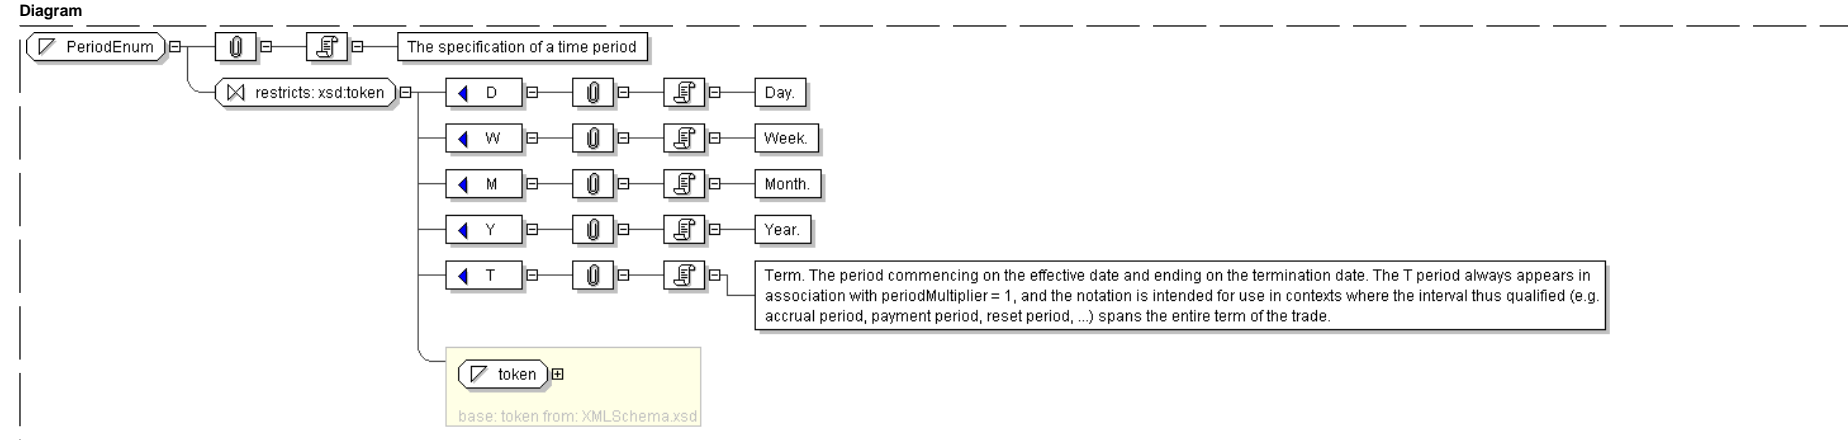 Diagram
PeriodEnum
The specification of a time period
restricts: xsd:token
D
Day.
W
Week.
M
Month.
Y
Year.
T
Term. The period commencing on the effective date and ending on the termination date. The T period always appears in
association with periodMultiplier = 1, and the notation is intended for use in contexts where the interval thus qualified (e.g.
accrual period, payment period, reset period, ...) spans the entire term of the trade.
token
base: token from: XMLSchema.xsd